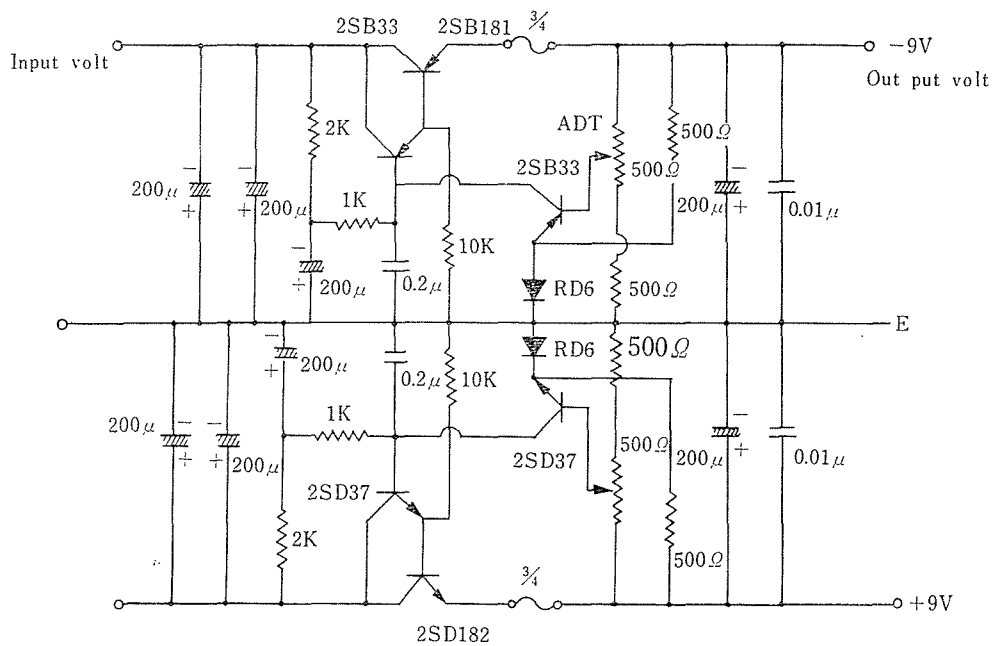 2SB33
2SB181
¾
Input volt
−9V
Out put volt
2K
ADT
500Ω
500Ω
2SB33
200μ
−
+
−
+
200μ
1K
10K
200μ
−
+
0.01μ
−
+
200μ
0.2μ
RD6
500Ω
E
−
+
200μ
0.2μ
10K
RD6
500Ω
1K
200μ
−
+
−
+
200μ
2SD37
2SD37
500Ω
200μ
−
+
0.01μ
2K
500Ω
¾
+9V
2SD182